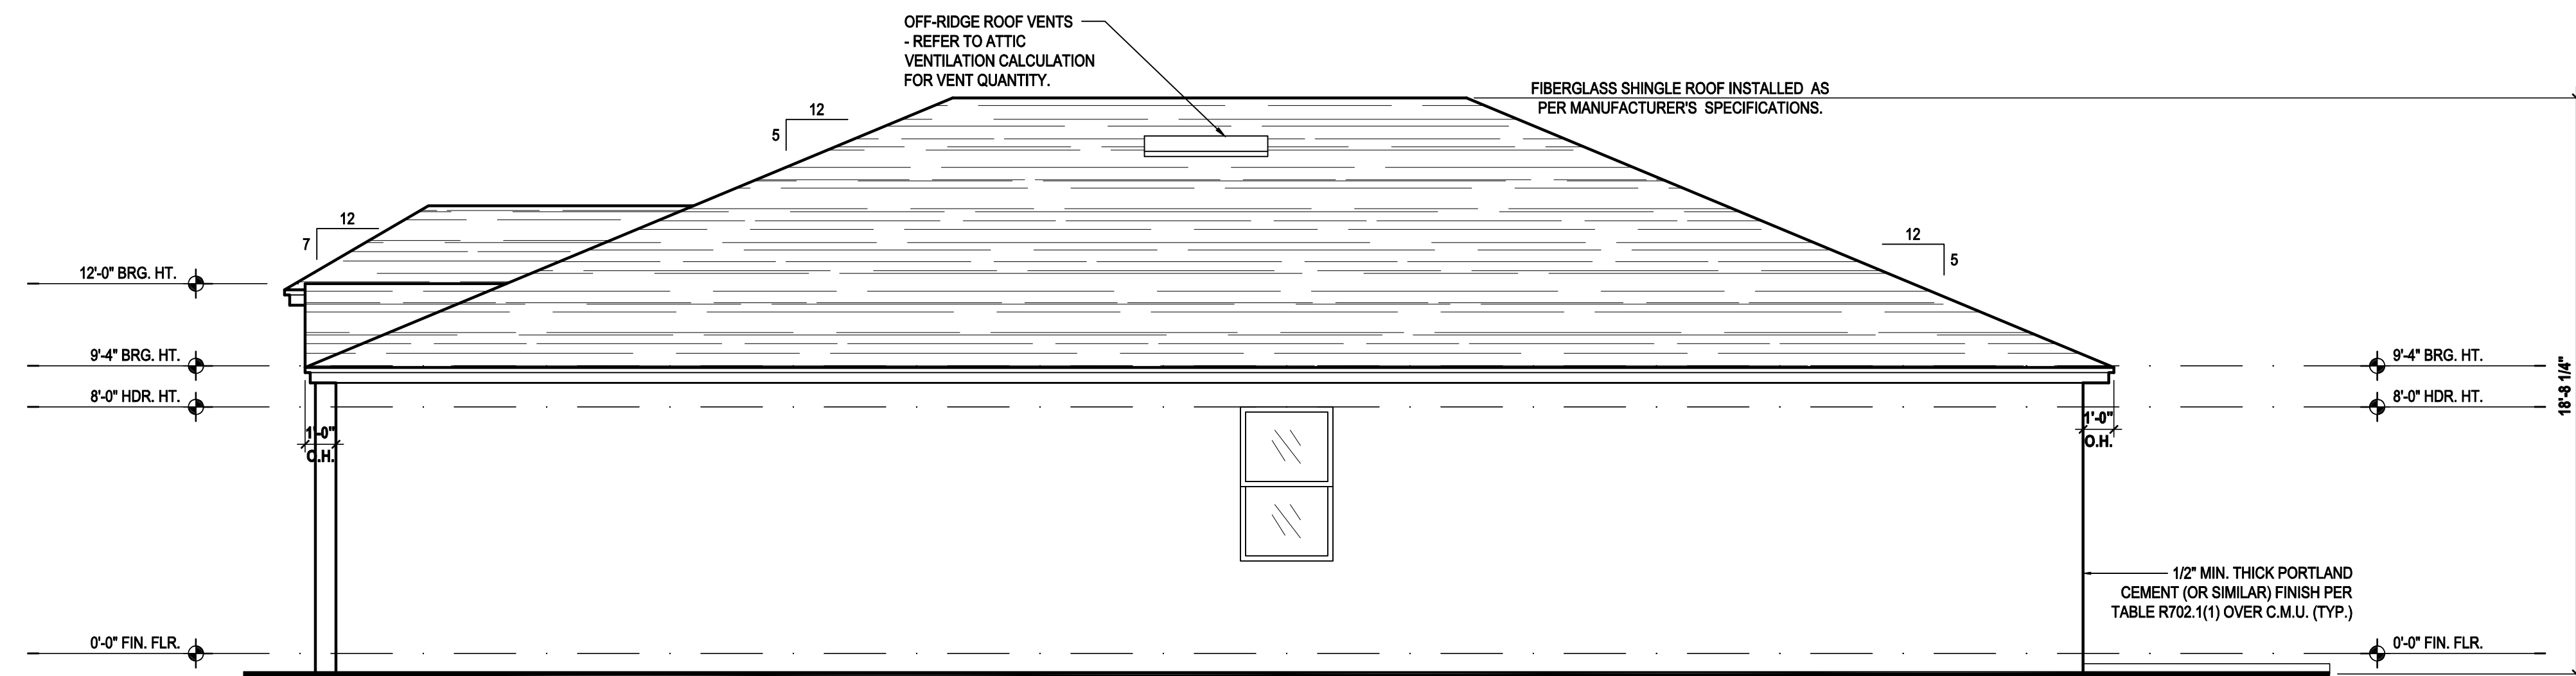 OFF-RIDGE ROOF VENTS
- REFER TO ATTIC
VENTILATION CALCULATION
FOR VENT QUANTITY.
FIBERGLASS SHINGLE ROOF INSTALLED AS
PER MANUFACTURER'S SPECIFICATIONS.
12
5
12
7
12
5
12'-0" BRG. HT.
9'-4" BRG. HT.
8'-0" HDR. HT.
1'-0"
O.H.
0'-0" FIN. FLR.
9'-4" BRG. HT.
8'-0" HDR. HT.
1'-0"
O.H.
18'-8 1/4"
1/2" MIN. THICK PORTLAND
CEMENT (OR SIMILAR) FINISH PER
TABLE R702.1(1) OVER C.M.U. (TYP.)
0'-0" FIN. FLR.